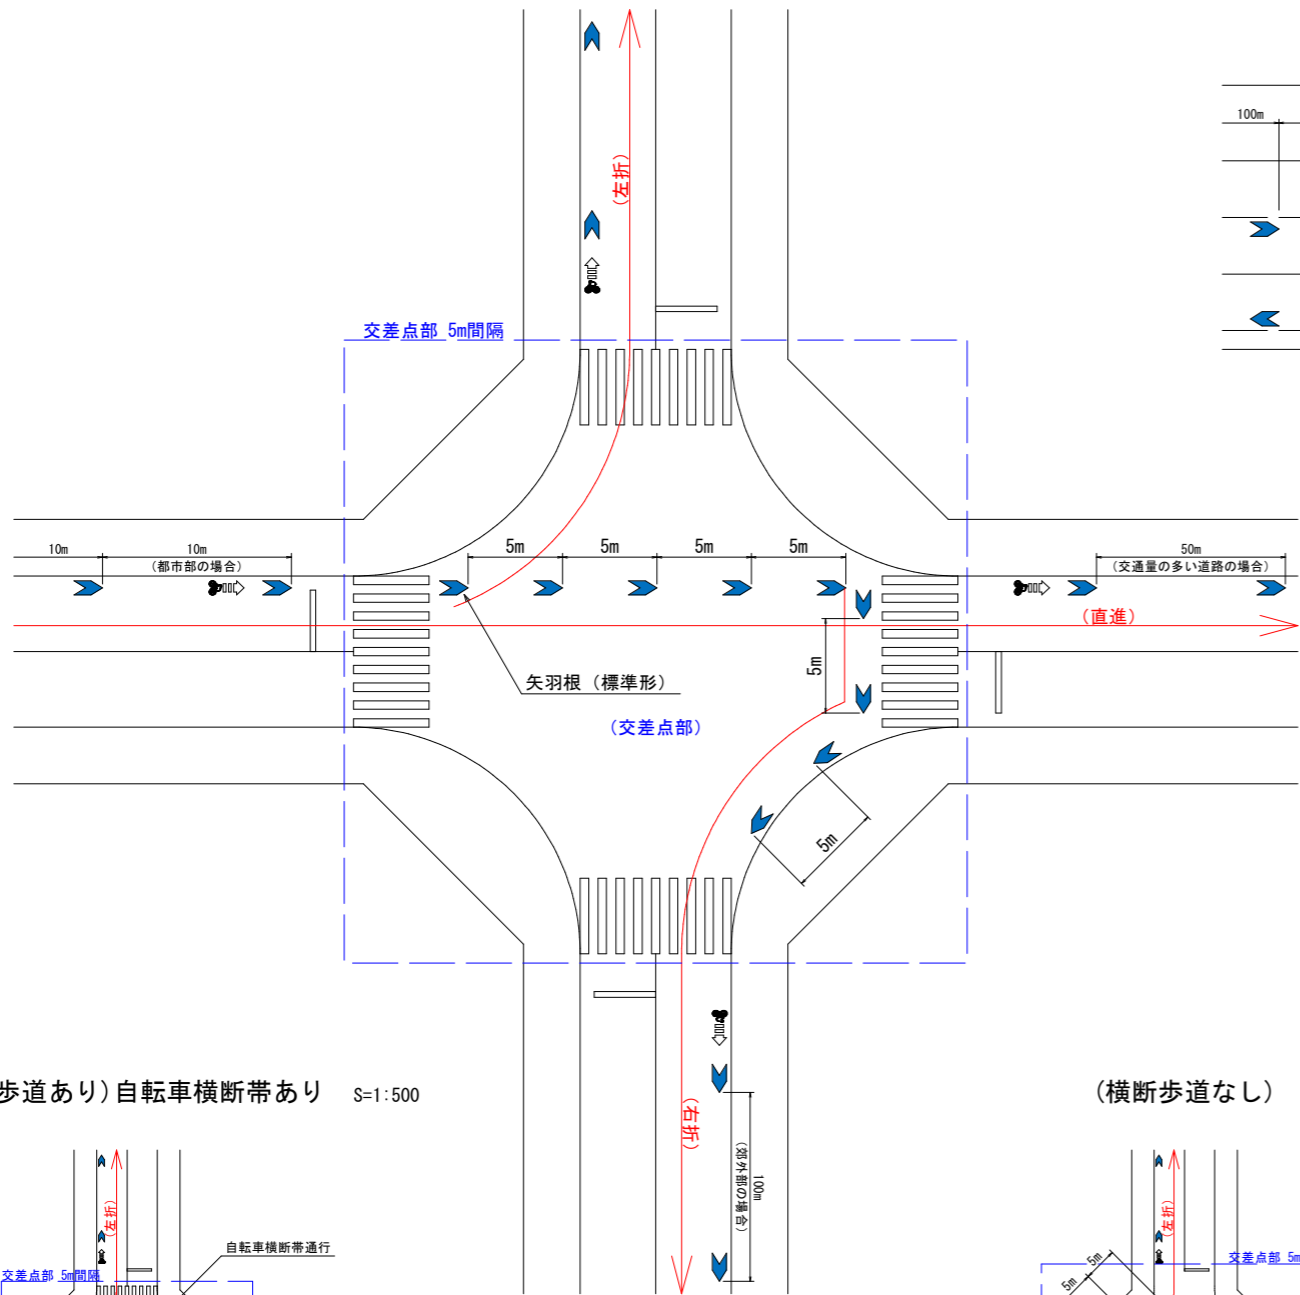 100m
(左折)
交差点部 5m間隔
10m
10m
(都市部の場合)
5m
5m
5m
5m
50m
(交通量の多い道路の場合)
(直進)
5m
矢羽根 (標準形)
(交差点部)
5m
歩道あり)自転車横断帯あり S=1:500
(横断歩道なし)
(右折)
100m
(郊外部の場合)
(左折)
自転車横断帯通行
交差点部 5m間隔
(左折)
5m
5m
交差点部 5m